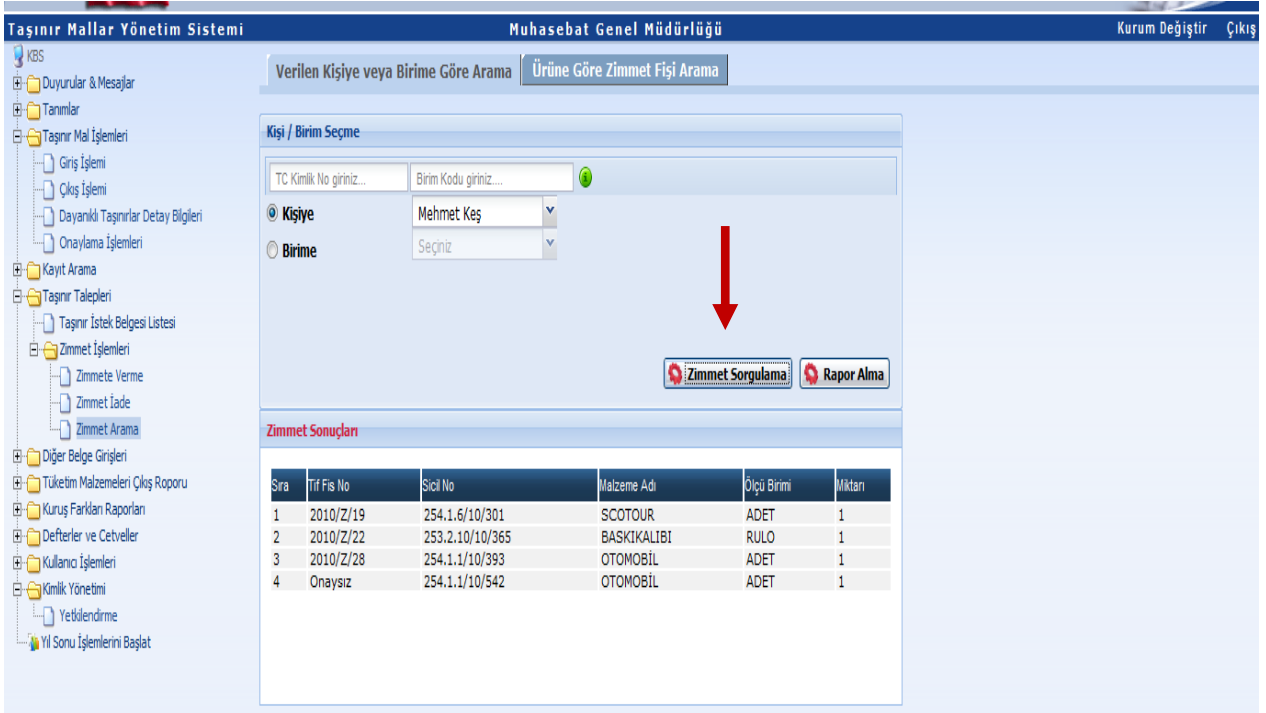 Taşınır Mallar Yönetim Sistemi Muhasebat Genel Müdürlüğü Kurum Değiştir Çıkış
KBS
Duyurular & Mesajlar
Tanımlar
Taşınır Mal İşlemleri
Giriş İşlemi
Çıkış İşlemi
Dayanıklı Taşınırlar Detay Bilgileri
Onaylama İşlemleri
Kayıt Arama
Taşınır Talepleri
Taşınır İstek Belgesi Listesi
Zimmet İşlemleri
Zimmete Verme
Zimmet İade
Zimmet Arama
Diğer Belge Girişleri
Tüketim Malzemeleri Çıkış Roporu
Kuruş Farkları Raporları
Defterler ve Cetveller
Kullanıcı İşlemleri
Kimlik Yönetimi
Yetkilendirme
Yıl Sonu İşlemlerini Başlat
Verilen Kişiye veya Birime Göre Arama Ürüne Göre Zimmet Fişi Arama
Kişi / Birim Seçme
TC Kimlik No giriniz... Birim Kodu giriniz....
Kişiye Mehmet Keş
Birime Seçiniz
Zimmet Sorgulama Rapor Alma
Zimmet Sonuçları
Sıra Tif Fis No Sicil No Malzeme Adı Ölçü Birimi Miktarı
1 2010/Z/19 254.1.6/10/301 SCOTOUR ADET 1
2 2010/Z/22 253.2.10/10/365 BASKIKALIBI RULO 1
3 2010/Z/28 254.1.1/10/393 OTOMOBİL ADET 1
4 Onaysız 254.1.1/10/542 OTOMOBİL ADET 1